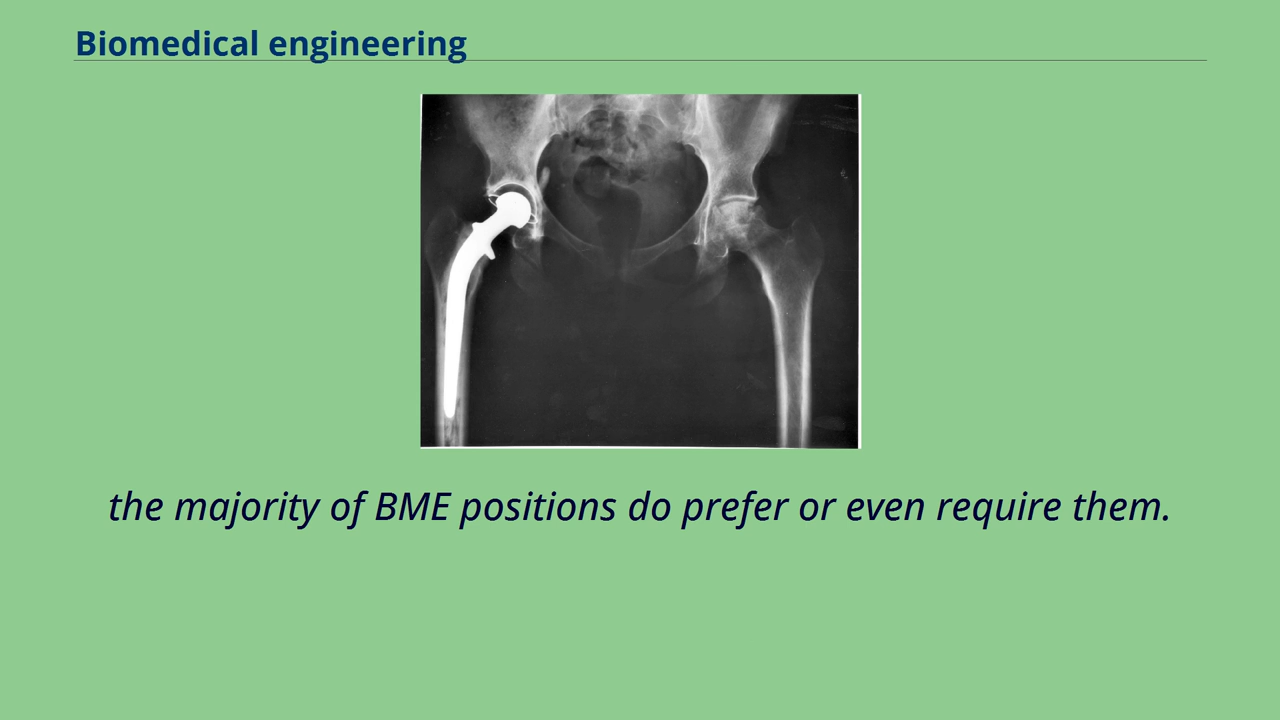 Biomedical engineering
the majority of BME positions do prefer or even require them.